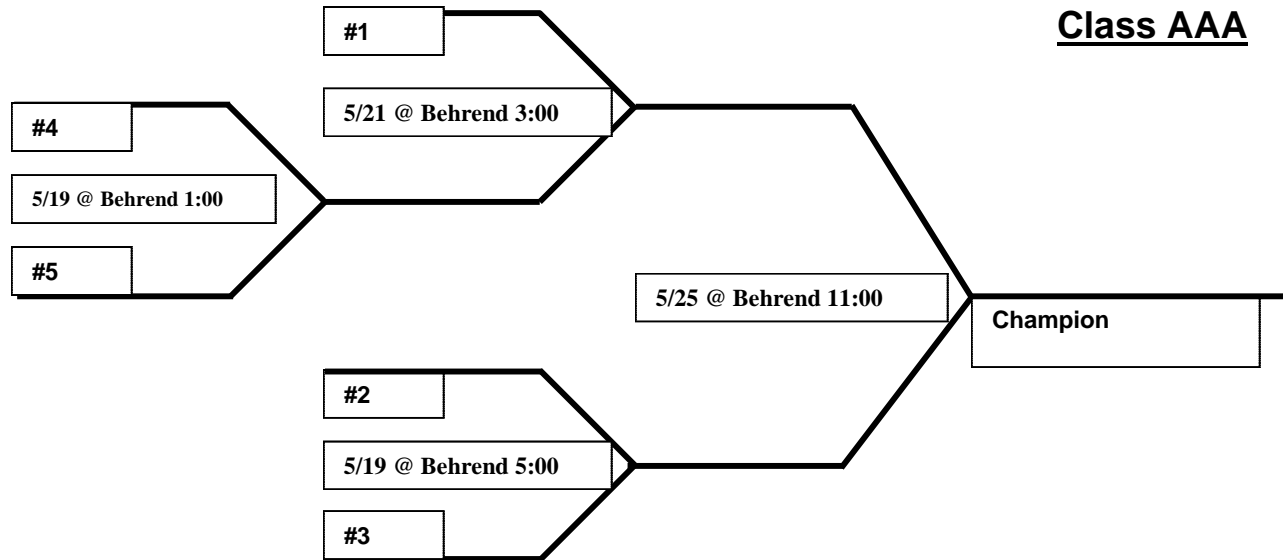 Class AAA
#1
5/21 @ Behrend 3:00
#4
5/19 @ Behrend 1:00
#5
5/25 @ Behrend 11:00
Champion
#2
5/19 @ Behrend 5:00
#3